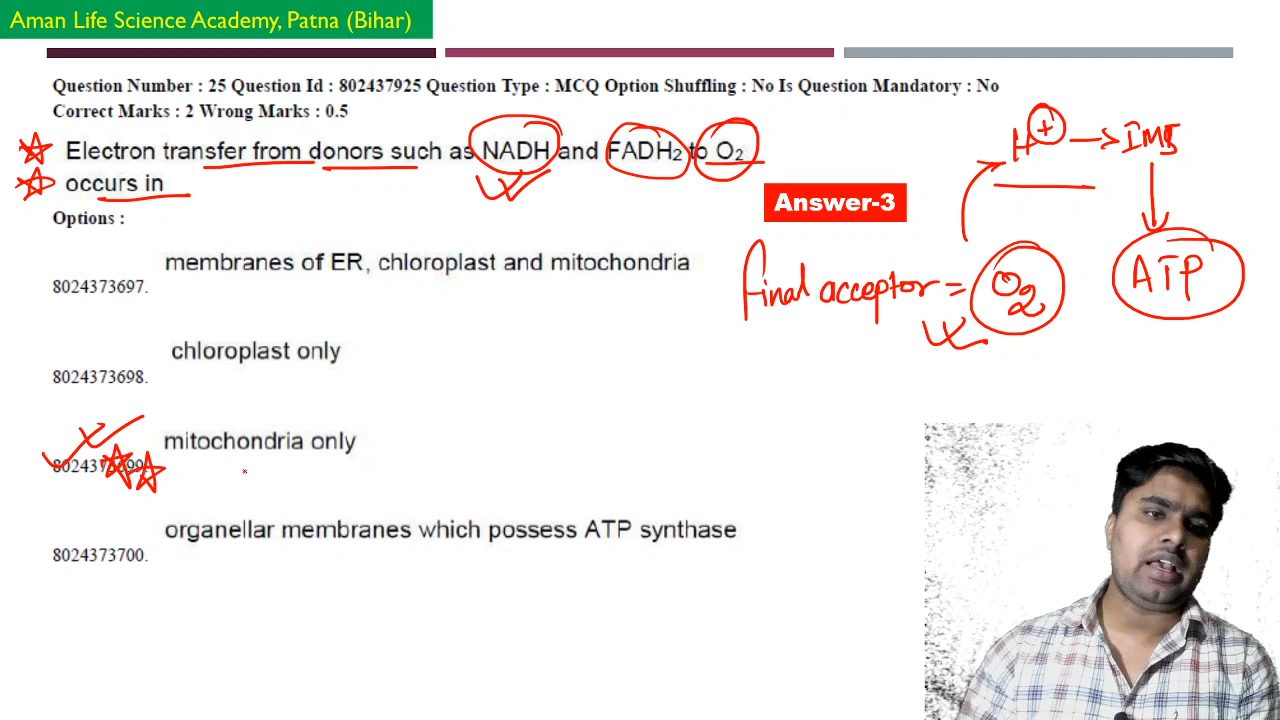 Aman Life Science Academy, Patna (Bihar)
Question Number : 25 Question Id : 802437925 Question Type : MCQ Option Shuffling : No Is Question Mandatory : No
Correct Marks : 2 Wrong Marks : 0.5
Electron transfer from donors such as NADH and FADH₂ to O₂
occurs in
H⁺ → IMS
Answer-3
Options :
membranes of ER, chloroplast and mitochondria
8024373697.
final acceptor = O₂
ATP
chloroplast only
8024373698.
mitochondria only
8024373699.
organellar membranes which possess ATP synthase
8024373700.